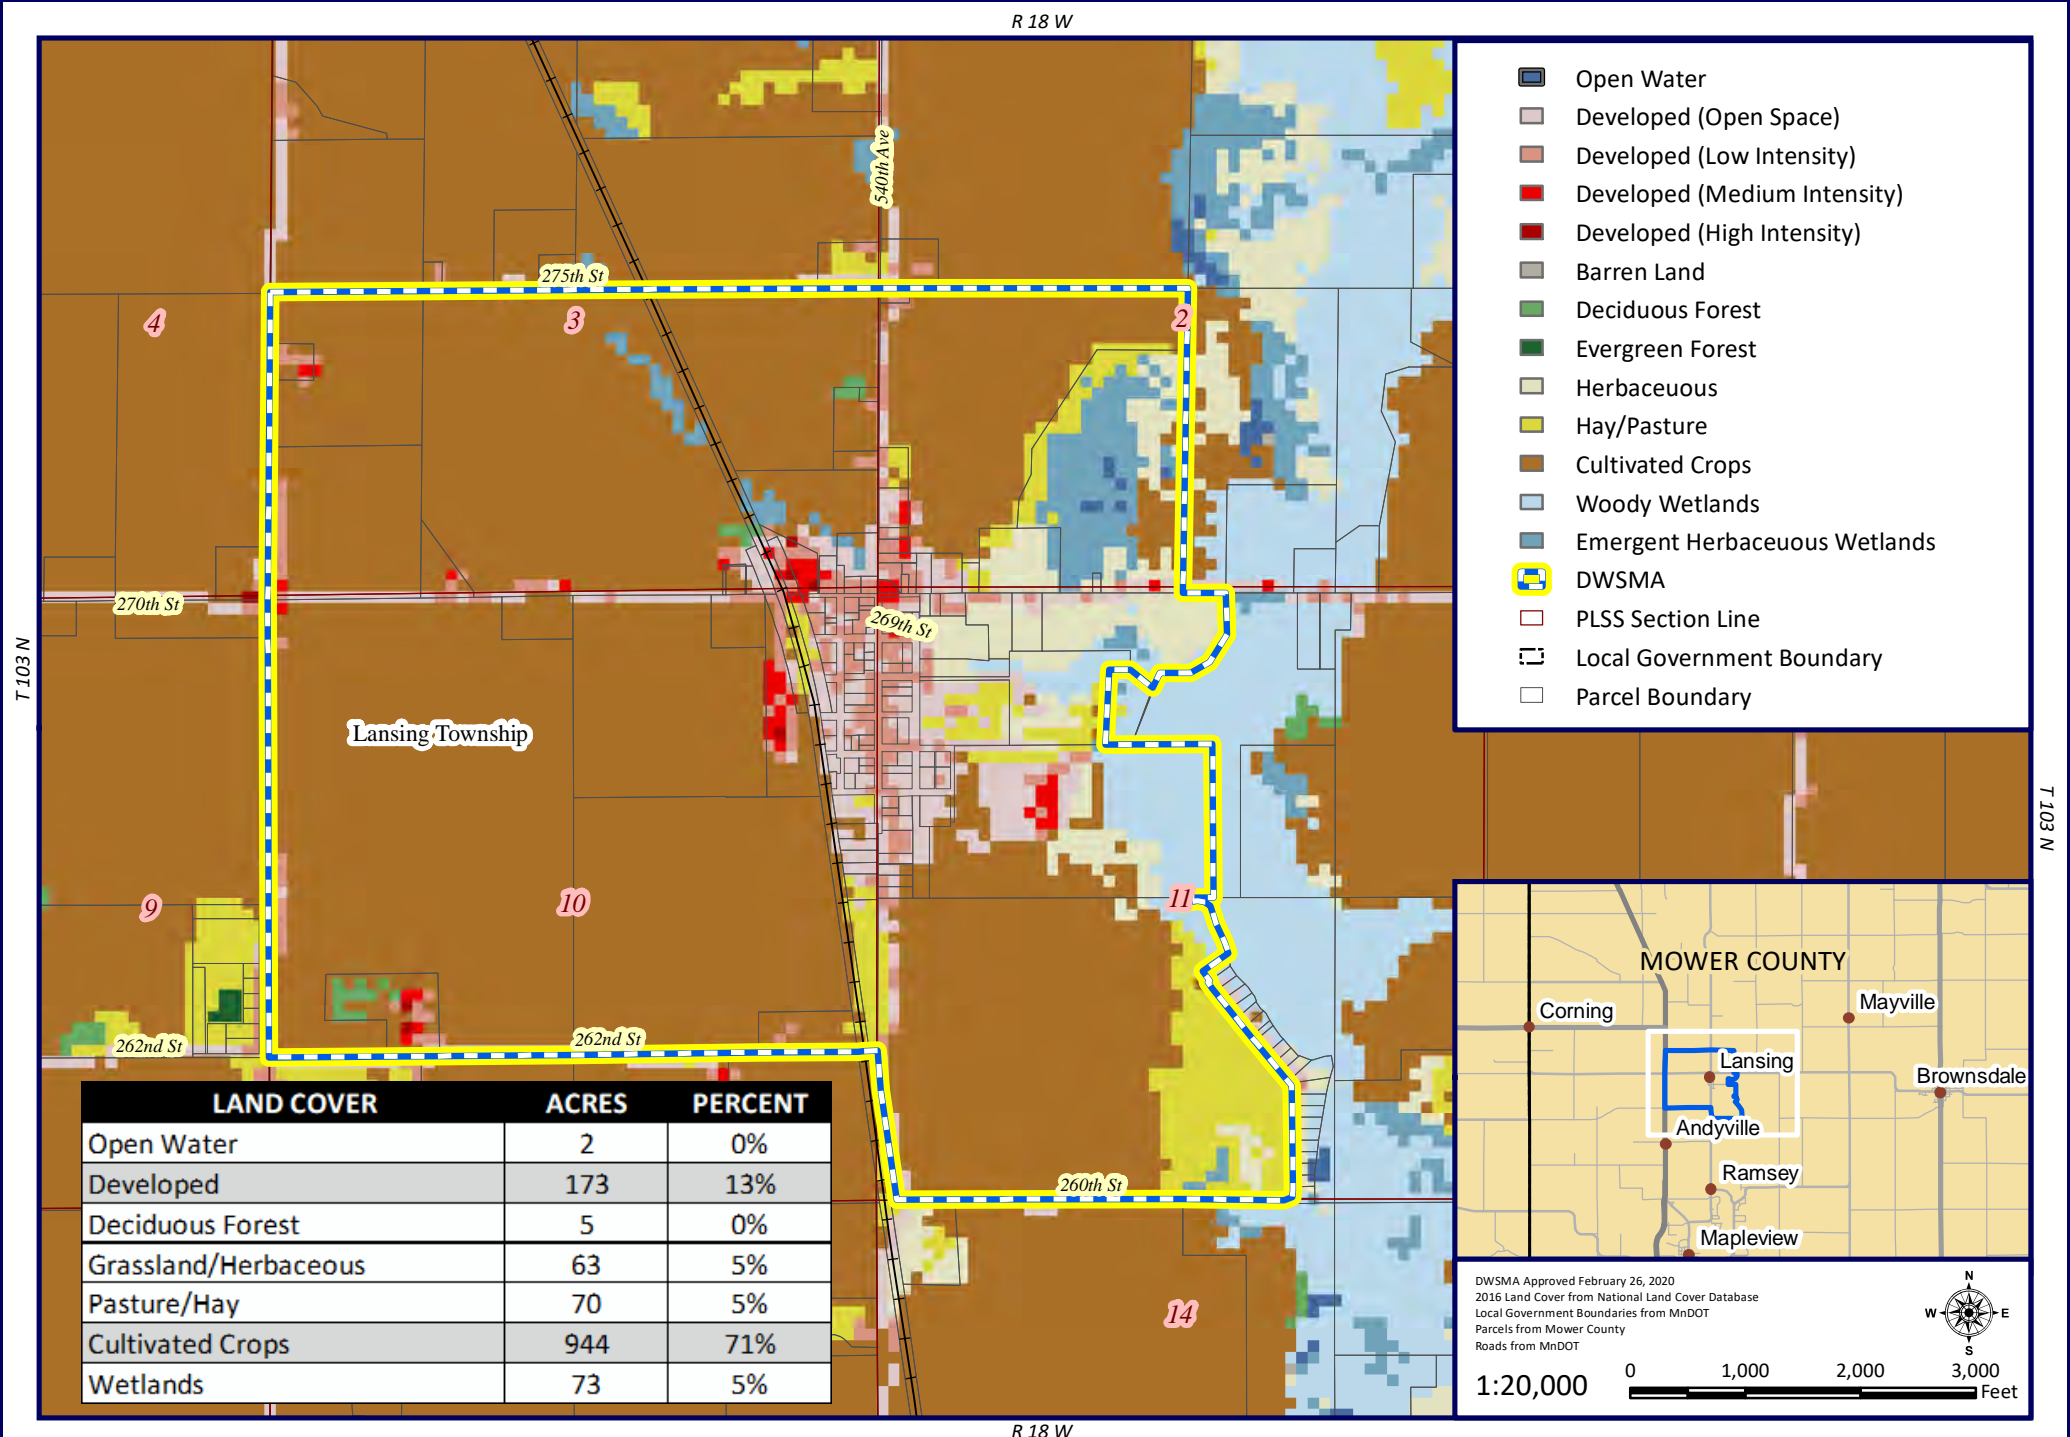 R 18 W
Open Water
Developed (Open Space)
Developed (Low Intensity)
Developed (Medium Intensity)
Developed (High Intensity)
Barren Land
Deciduous Forest
Evergreen Forest
Herbaceuous
Hay/Pasture
Cultivated Crops
Woody Wetlands
Emergent Herbaceuous Wetlands
DWSMA
PLSS Section Line
Local Government Boundary
Parcel Boundary
540th Ave
275th St
4
3
2
270th St
269th St
T 103 N
Lansing Township
T 103 N
9
10
11
262nd St
262nd St
260th St
14
LAND COVER ACRES PERCENT
Open Water 2 0%
Developed 173 13%
Deciduous Forest 5 0%
Grassland/Herbaceous 63 5%
Pasture/Hay 70 5%
Cultivated Crops 944 71%
Wetlands 73 5%
MOWER COUNTY
Corning
Mayville
Lansing
Brownsdale
Andyville
Ramsey
Mapleview
DWSMA Approved February 26, 2020
2016 Land Cover from National Land Cover Database
Local Government Boundaries from MnDOT
Parcels from Mower County
Roads from MnDOT
N
W E
S
1:20,000
0 1,000 2,000 3,000
Feet
R 18 W